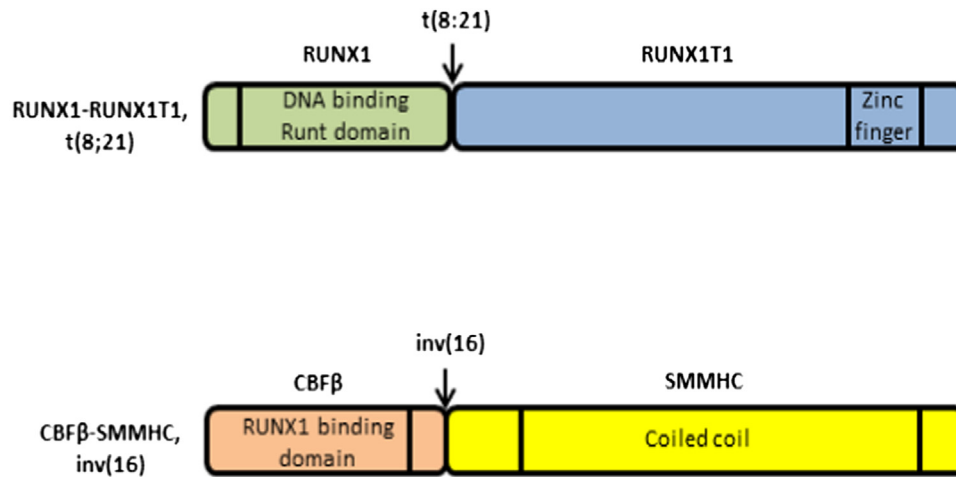 t(8:21)
RUNX1
RUNX1T1
RUNX1-RUNX1T1,
t(8;21)
DNA binding
Runt domain
Zinc
finger
inv(16)
CBFβ
SMMHC
CBFβ-SMMHC,
inv(16)
RUNX1 binding
domain
Coiled coil